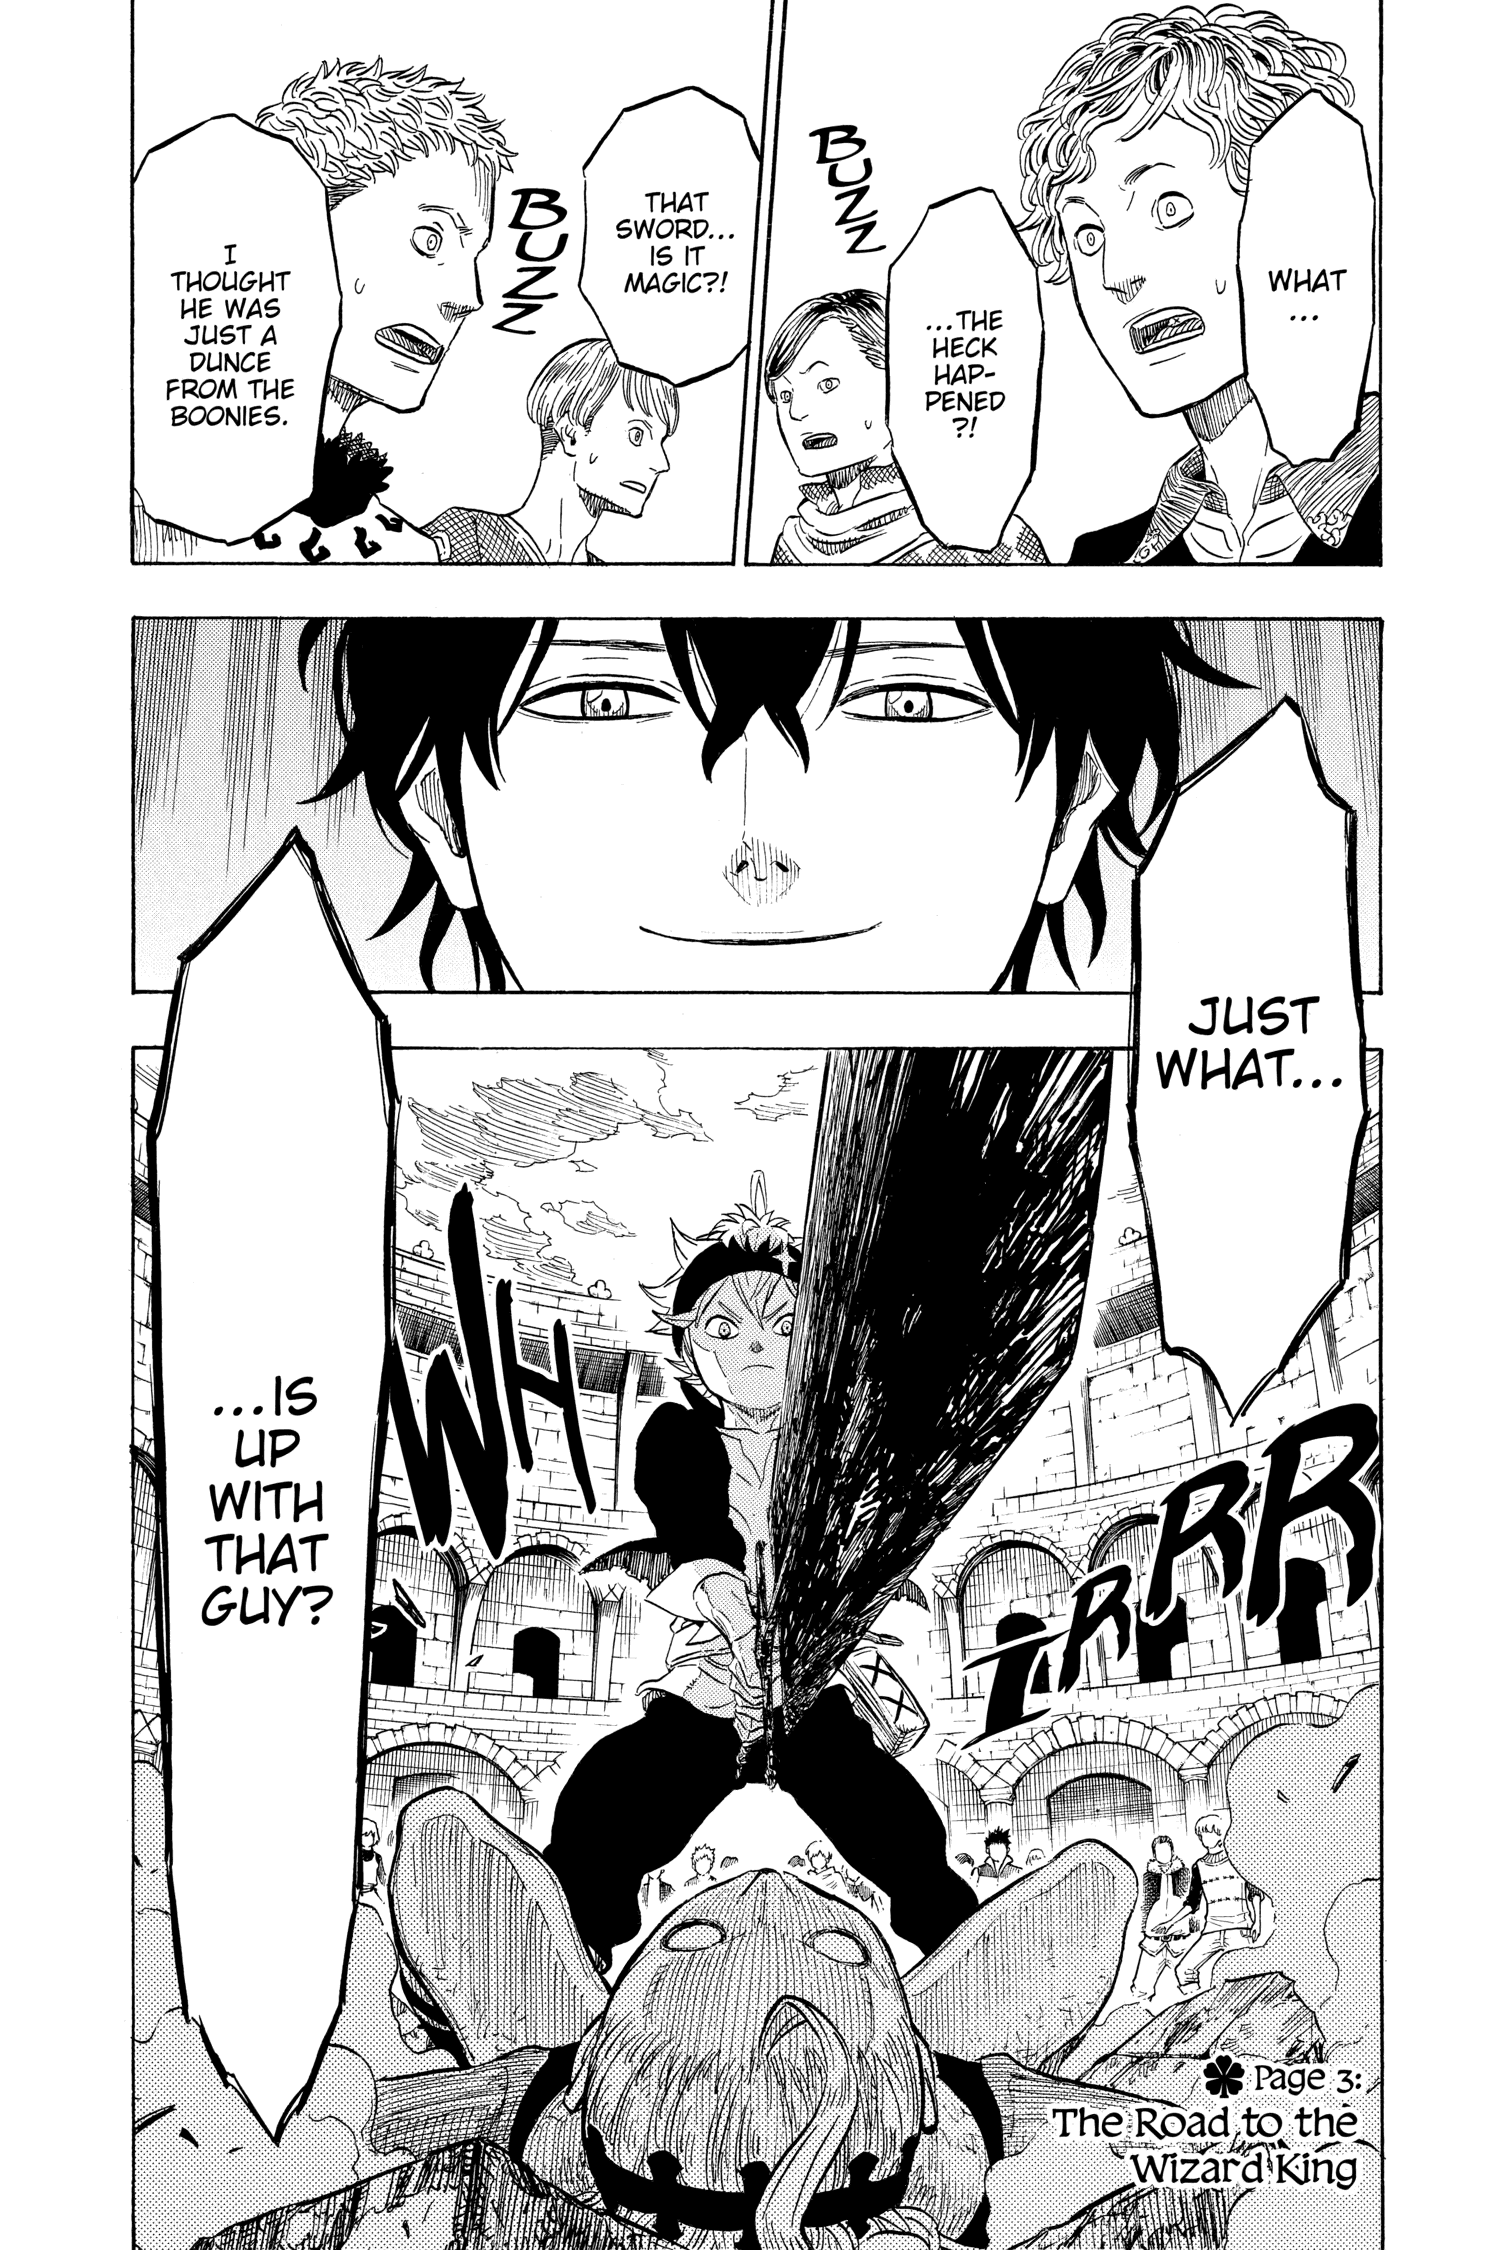 WHAT
...
...THE
HECK
HAP-
PENED
?!
BUZZ
THAT
SWORD...
IS IT
MAGIC?!
BUZZ
I
THOUGHT
HE WAS
JUST A
DUNCE
FROM THE
BOONIES.
JUST
WHAT...
...IS
UP
WITH
THAT
GUY?
WH
IRRRR
Page 3:
The Road to the
Wizard King